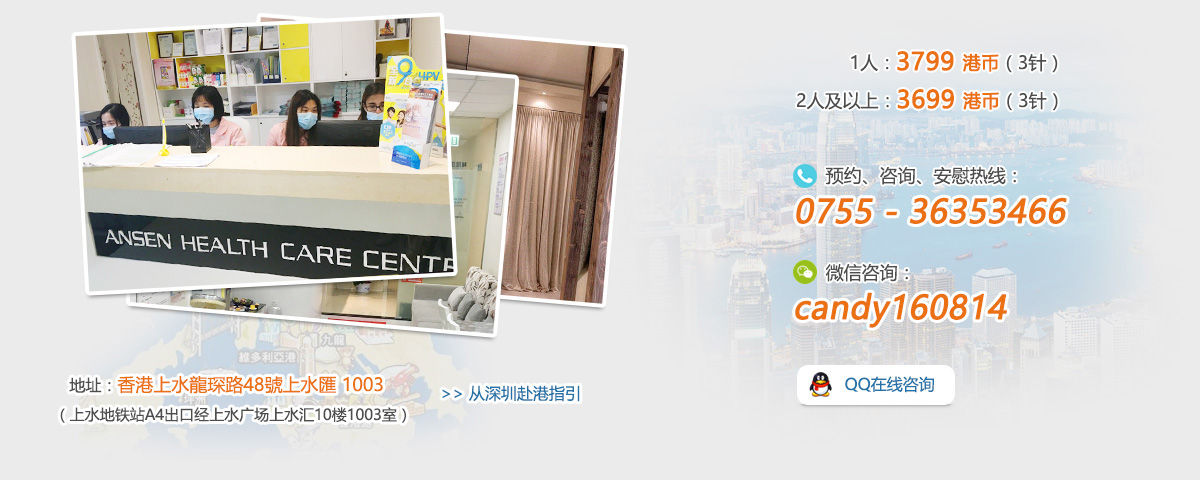 9
HPV
ANSEN HEALTH CARE CENTE
九龍
維多利亞港
地址：香港上水龍琛路48號上水匯 1003
（上水地铁站A4出口经上水广场上水汇10楼1003室）
>> 从深圳赴港指引
1人：3799 港币（3针）
2人及以上：3699 港币（3针）
预约、咨询、安慰热线：
0755 - 36353466
微信咨询：
candy160814
QQ在线咨询